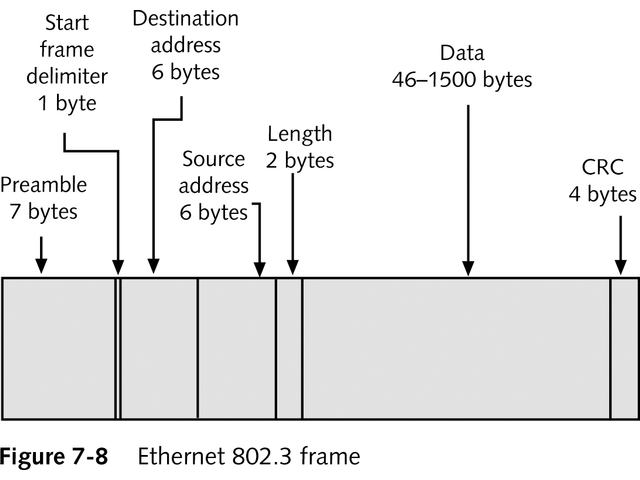 Start
frame
delimiter
1 byte
Destination
address
6 bytes
Data
46–1500 bytes
Length
2 bytes
Source
address
6 bytes
CRC
4 bytes
Preamble
7 bytes
Figure 7-8 Ethernet 802.3 frame